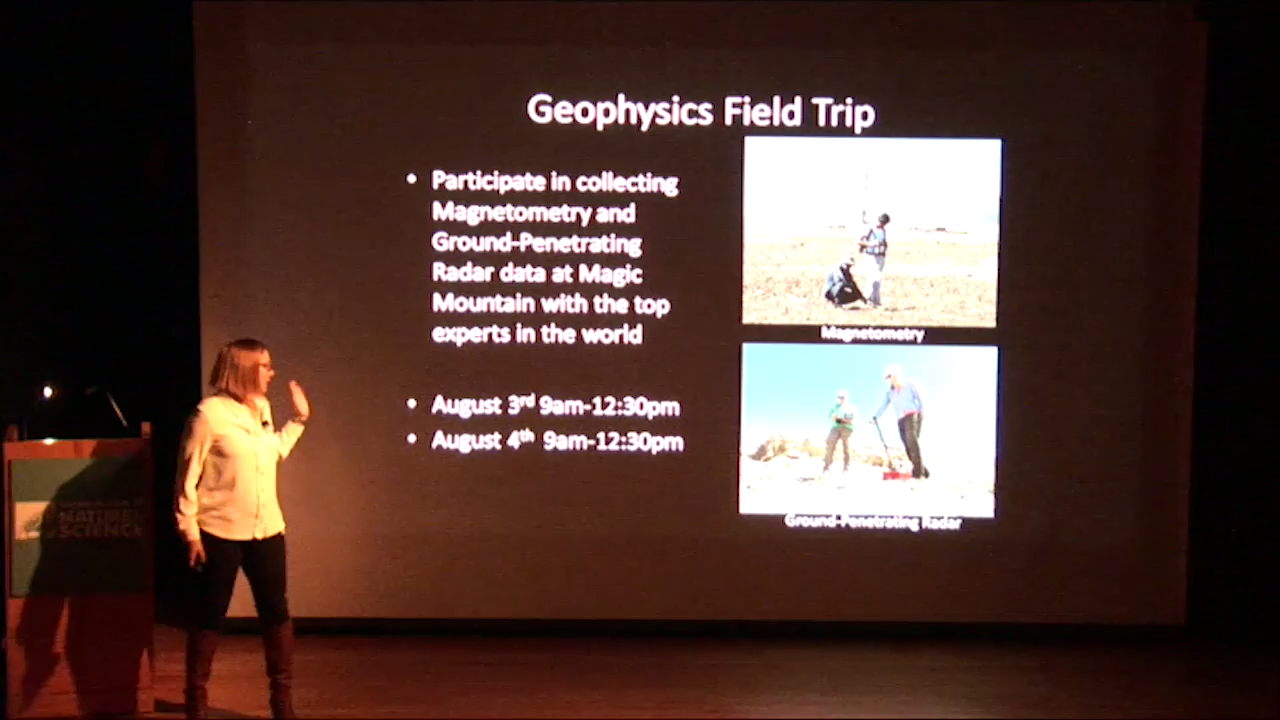 Geophysics Field Trip
• Participate in collecting
Magnetometry and
Ground-Penetrating
Radar data at Magic
Mountain with the top
experts in the world
• August 3rd 9am-12:30pm
• August 4th 9am-12:30pm
Magnetometry
Ground-Penetrating Radar
NATURE
SCIENCE